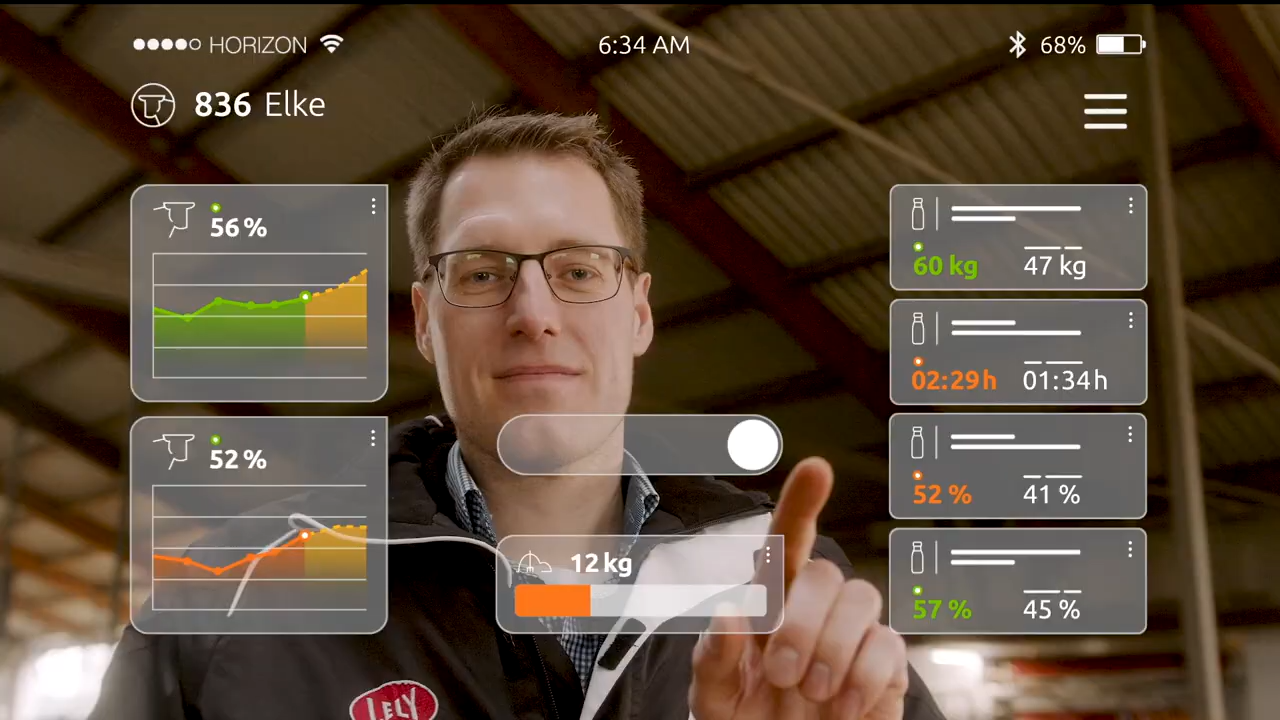 HORIZON
6:34 AM
68%
836 Elke
56 %
52 %
12 kg
60 kg 47 kg
02:29 h 01:34 h
52 % 41 %
57 % 45 %
LELY